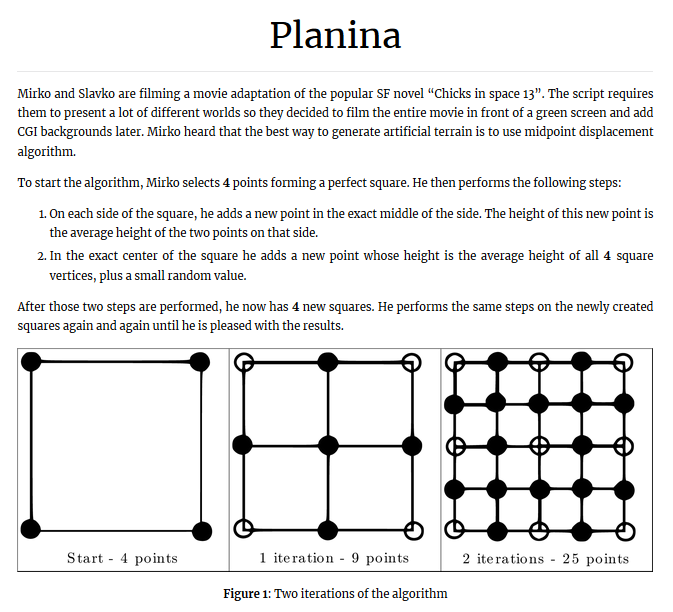 Planina
Mirko and Slavko are filming a movie adaptation of the popular SF novel “Chicks in space 13”. The script requires
them to present a lot of different worlds so they decided to film the entire movie in front of a green screen and add
CGI backgrounds later. Mirko heard that the best way to generate artificial terrain is to use midpoint displacement
algorithm.
To start the algorithm, Mirko selects 4 points forming a perfect square. He then performs the following steps:
1. On each side of the square, he adds a new point in the exact middle of the side. The height of this new point is
the average height of the two points on that side.
2. In the exact center of the square he adds a new point whose height is the average height of all 4 square
vertices, plus a small random value.
After those two steps are performed, he now has 4 new squares. He performs the same steps on the newly created
squares again and again until he is pleased with the results.
Start - 4 points
1 iteration - 9 points
2 iterations - 25 points
Figure 1: Two iterations of the algorithm